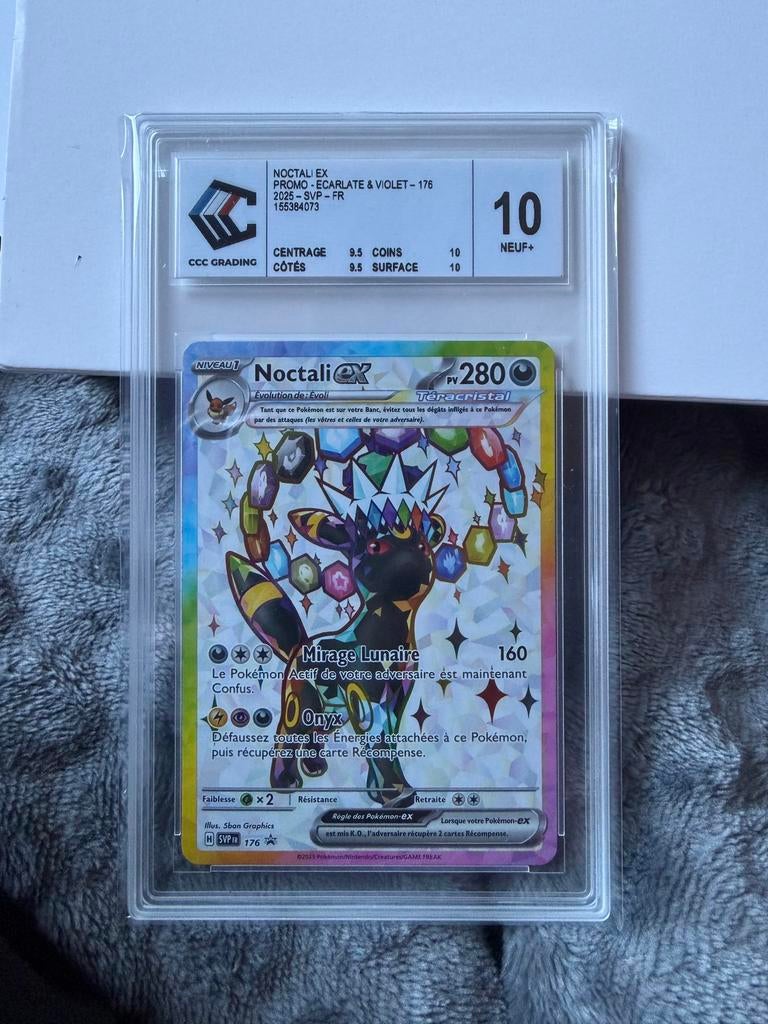 NOCTALI EX
PROMO - ECARLATE & VIOLET – 176
2025 – SVP – FR
155384073
CENTRAGE 9.5 COINS 10
CÔTÉS 9.5 SURFACE 10
CCC GRADING
10
NEUF+
NIVEAU 1
Noctali ex
PV 280
Évolution de : Évoli
Téracristal
Tant que ce Pokémon est sur votre Banc, évitez tous les dégâts infligés à ce Pokémon
par des attaques (les vôtres et celles de votre adversaire).
Mirage Lunaire 160
Le Pokémon Actif de votre adversaire est maintenant
Confus.
Onyx
Défaussez toutes les Énergies attachées à ce Pokémon,
puis récupérez une carte Récompense.
Faiblesse ×2 Résistance Retraite
Illus. 5ban Graphics
Règle des Pokémon-ex
Lorsque votre Pokémon-ex
est mis K.O., l'adversaire récupère 2 cartes Récompense.
H SVP FR 176
©2025 Pokémon/Nintendo/Creatures/GAME FREAK